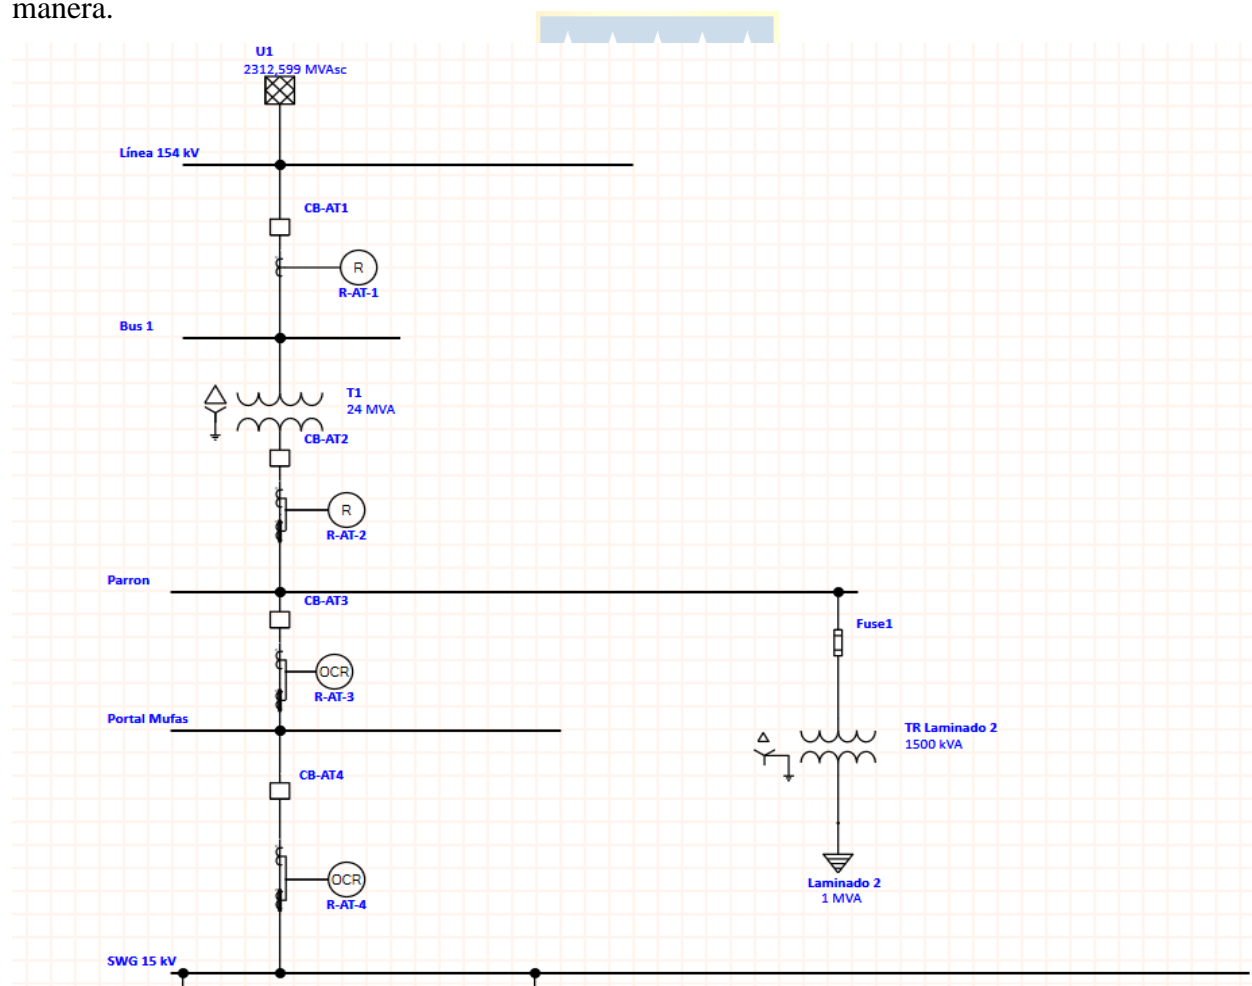 manera.
U1
2312,599 MVAsc
Línea 154 kV
CB-AT1
R
R-AT-1
Bus 1
T1
24 MVA
CB-AT2
R
R-AT-2
Parron
CB-AT3
Fuse1
OCR
R-AT-3
Portal Mufas
TR Laminado 2
1500 kVA
CB-AT4
OCR
R-AT-4
Laminado 2
1 MVA
SWG 15 kV